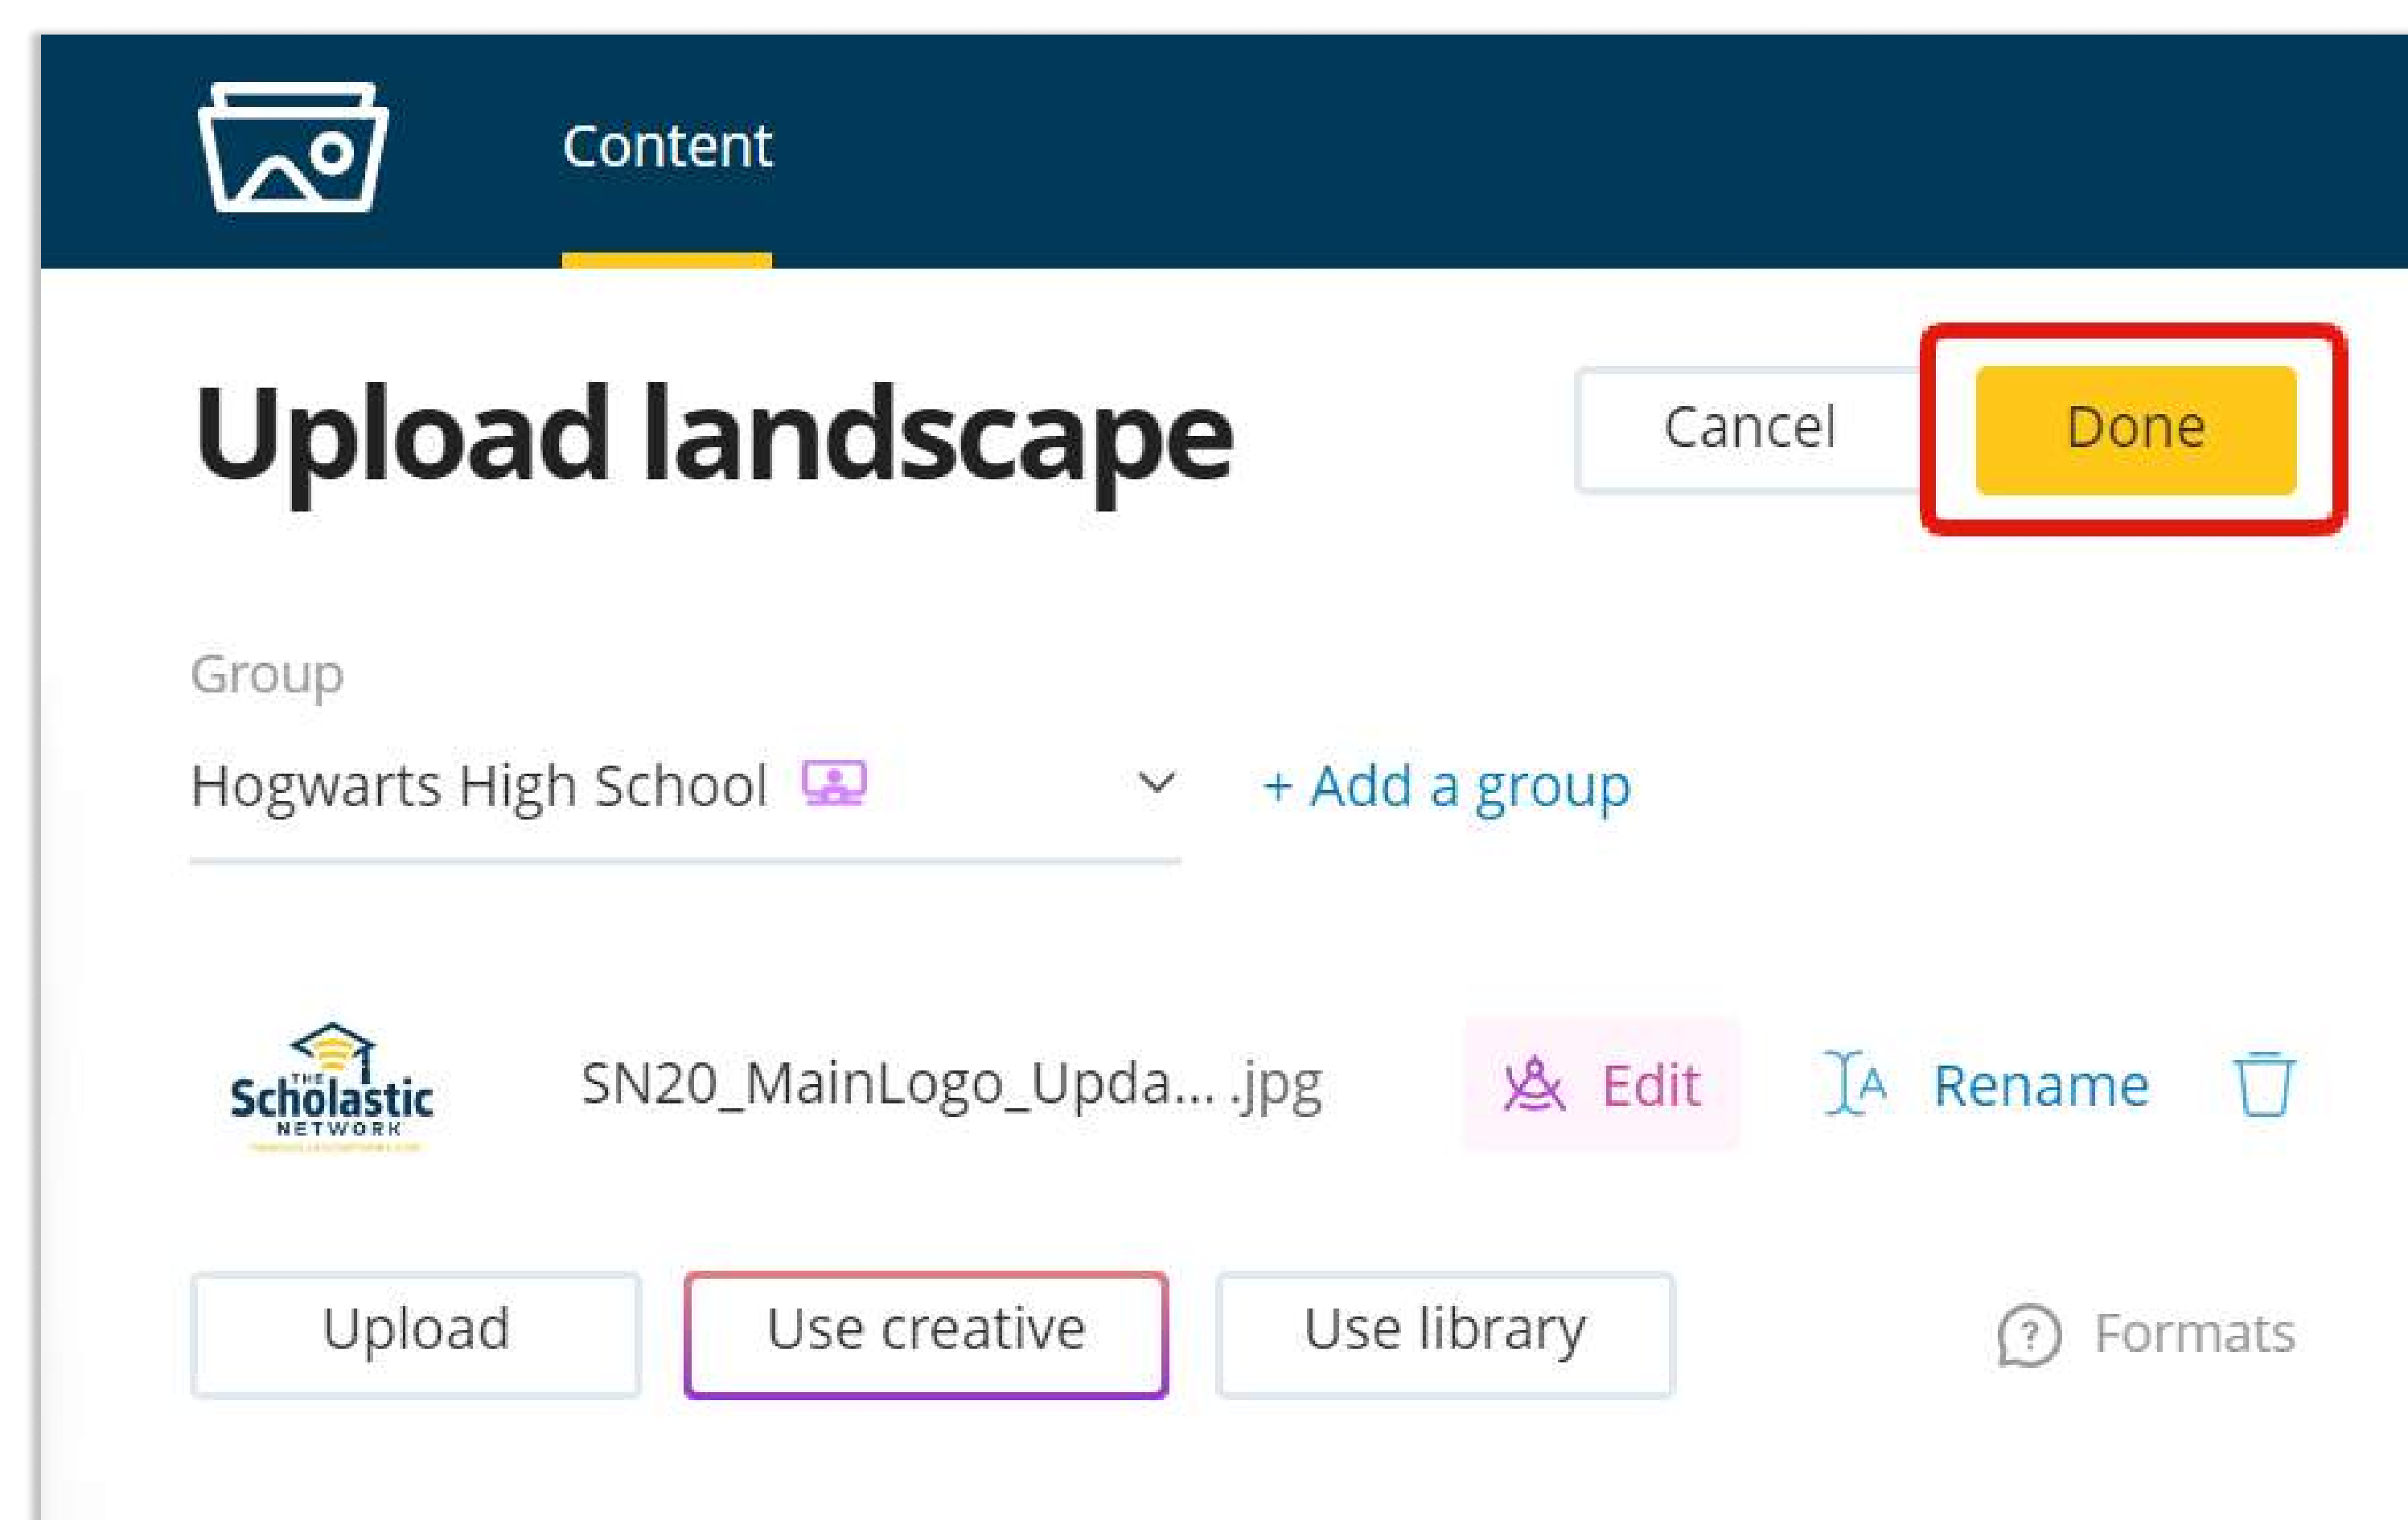 Content
Upload landscape
Cancel
Done
Group
Hogwarts High School
+ Add a group
THE
Scholastic
NETWORK
SN20_MainLogo_Upda... .jpg
Edit
Rename
Upload
Use creative
Use library
Formats